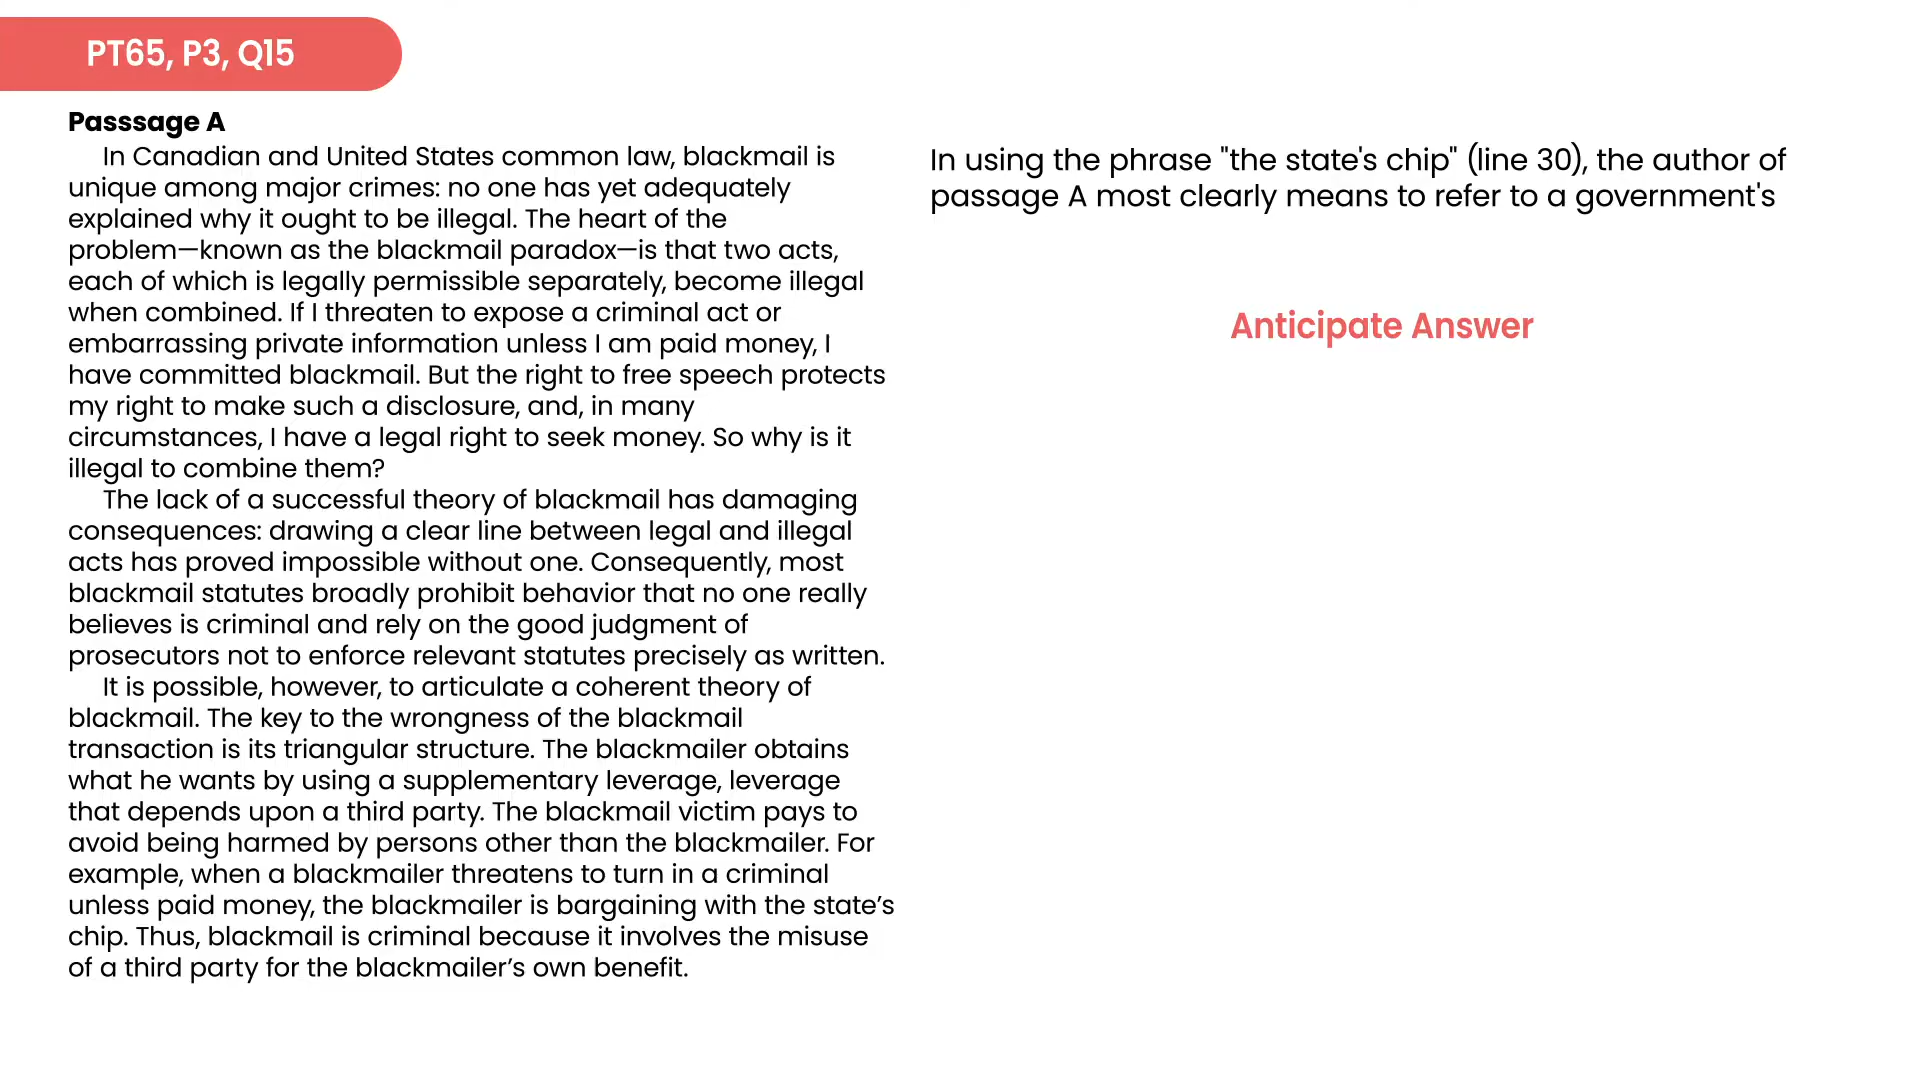 PT65, P3, Q15
Passsage A
In Canadian and United States common law, blackmail is
unique among major crimes: no one has yet adequately
explained why it ought to be illegal. The heart of the
problem—known as the blackmail paradox—is that two acts,
each of which is legally permissible separately, become illegal
when combined. If I threaten to expose a criminal act or
embarrassing private information unless I am paid money, I
have committed blackmail. But the right to free speech protects
my right to make such a disclosure, and, in many
circumstances, I have a legal right to seek money. So why is it
illegal to combine them?
The lack of a successful theory of blackmail has damaging
consequences: drawing a clear line between legal and illegal
acts has proved impossible without one. Consequently, most
blackmail statutes broadly prohibit behavior that no one really
believes is criminal and rely on the good judgment of
prosecutors not to enforce relevant statutes precisely as written.
It is possible, however, to articulate a coherent theory of
blackmail. The key to the wrongness of the blackmail
transaction is its triangular structure. The blackmailer obtains
what he wants by using a supplementary leverage, leverage
that depends upon a third party. The blackmail victim pays to
avoid being harmed by persons other than the blackmailer. For
example, when a blackmailer threatens to turn in a criminal
unless paid money, the blackmailer is bargaining with the state's
chip. Thus, blackmail is criminal because it involves the misuse
of a third party for the blackmailer's own benefit.
In using the phrase "the state's chip" (line 30), the author of
passage A most clearly means to refer to a government's
Anticipate Answer